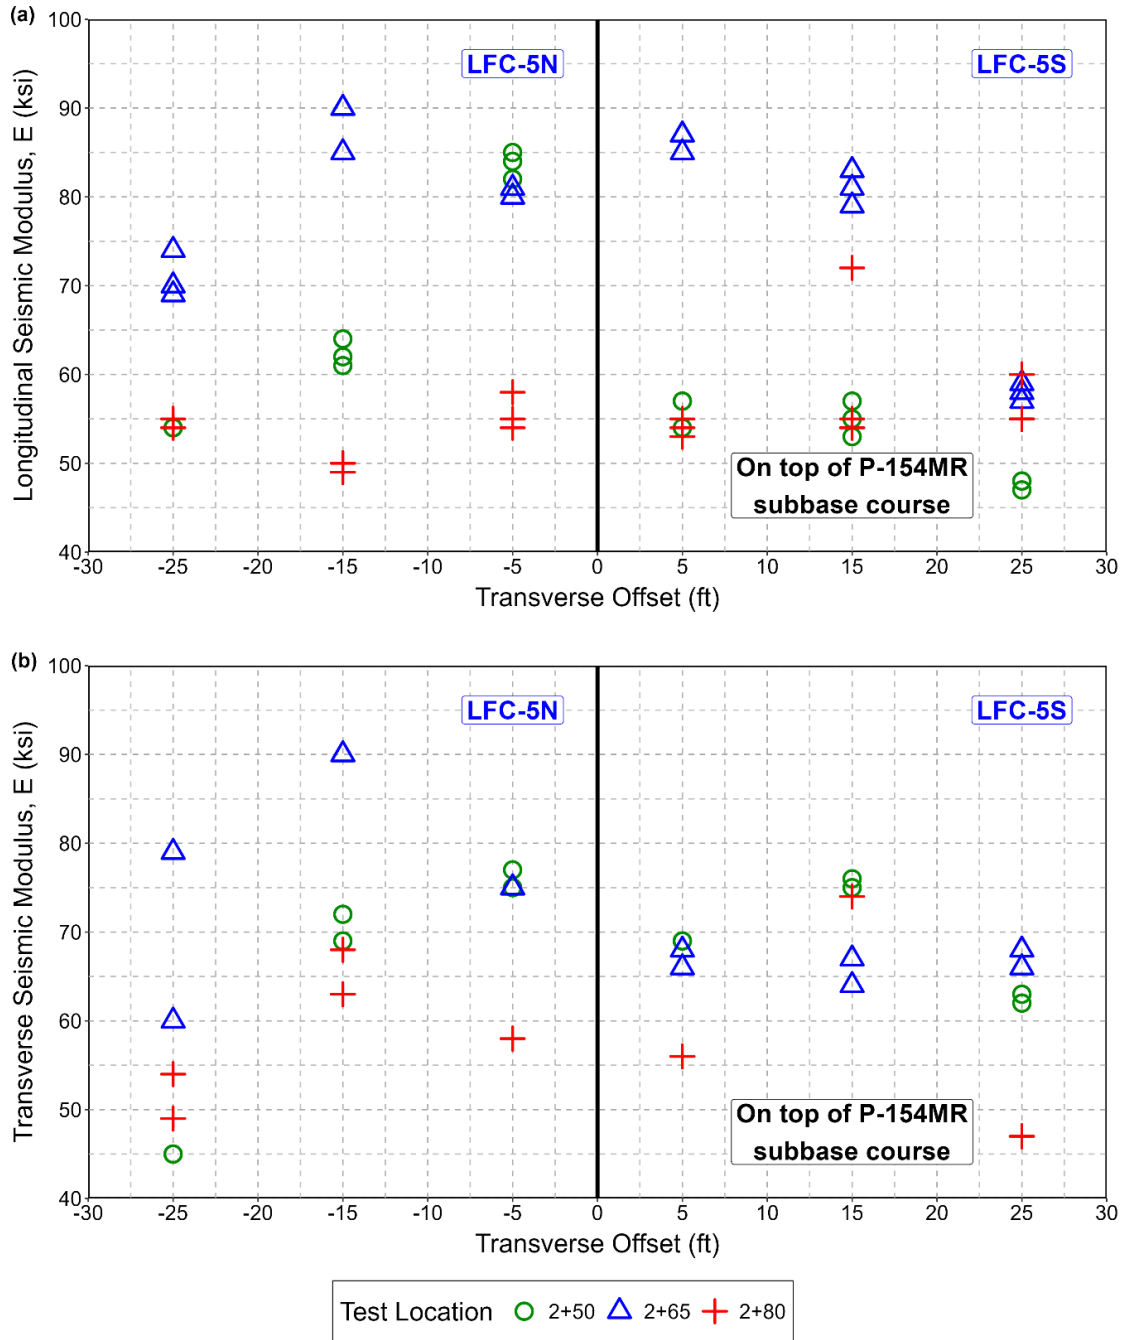 (a)
Longitudinal Seismic Modulus, E (ksi)
100
90
80
70
60
50
40
LFC-5N
LFC-5S
On top of P-154MR
subbase course
-30 -25 -20 -15 -10 -5 0 5 10 15 20 25 30
Transverse Offset (ft)
(b)
Transverse Seismic Modulus, E (ksi)
100
90
80
70
60
50
40
LFC-5N
LFC-5S
On top of P-154MR
subbase course
-30 -25 -20 -15 -10 -5 0 5 10 15 20 25 30
Transverse Offset (ft)
Test Location 2+50 2+65 2+80